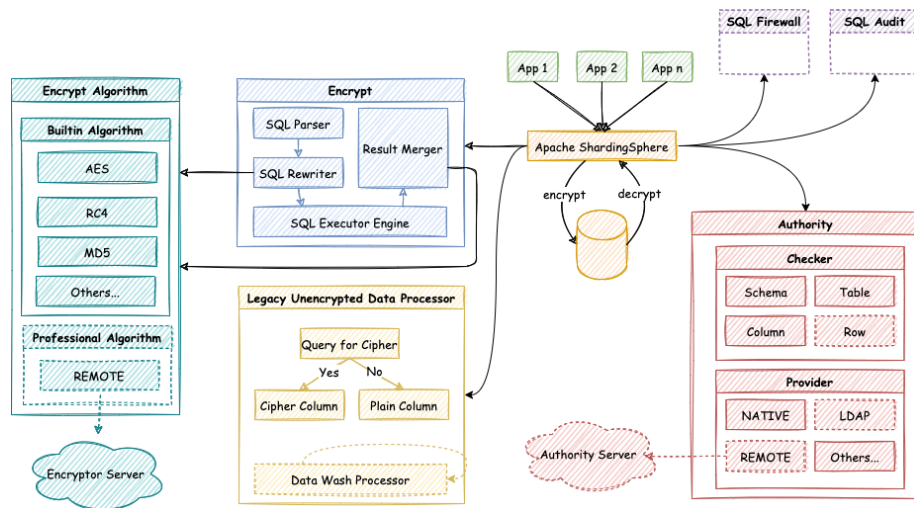 SQL Firewall
SQL Audit
App 1
App 2
App n
Encrypt Algorithm
Builtin Algorithm
AES
RC4
MD5
Others...
Professional Algorithm
REMOTE
Encryptor Server
Encrypt
SQL Parser
SQL Rewriter
Result Merger
SQL Executor Engine
Apache ShardingSphere
encrypt
decrypt
Legacy Unencrypted Data Processor
Query for Cipher
Yes
No
Cipher Column
Plain Column
Data Wash Processor
Authority
Checker
Schema
Table
Column
Row
Provider
NATIVE
LDAP
REMOTE
Others...
Authority Server